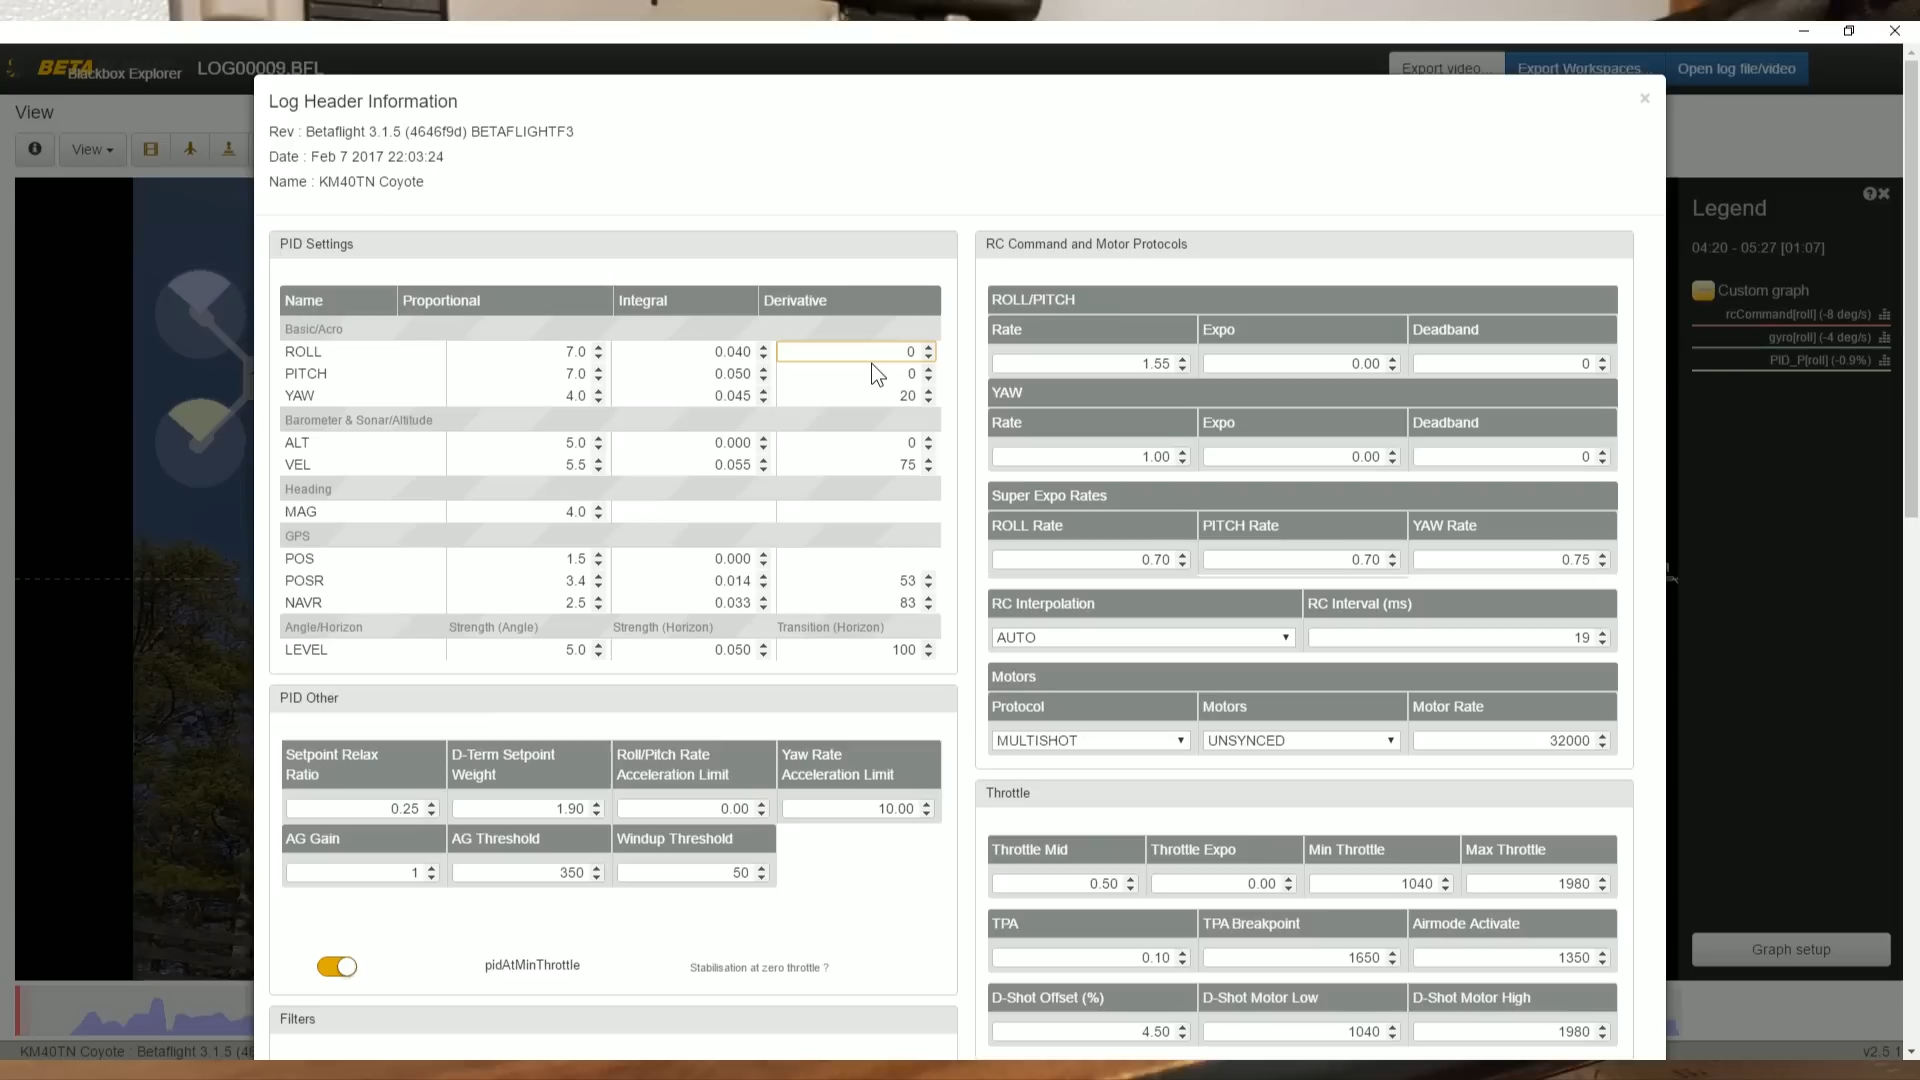 BETA
Blackbox Explorer LOG00009.BFL
Export video... Export Workspaces... Open log file/video
View
View
Log Header Information
×
Rev : Betaflight 3.1.5 (4646f9d) BETAFLIGHTF3
Date : Feb 7 2017 22:03:24
Name : KM40TN Coyote
PID Settings
Name Proportional Integral Derivative
Basic/Acro
ROLL 7.0 0.040 0
PITCH 7.0 0.050 0
YAW 4.0 0.045 20
Barometer & Sonar/Altitude
ALT 5.0 0.000 0
VEL 5.5 0.055 75
Heading
MAG 4.0
GPS
POS 1.5 0.000
POSR 3.4 0.014 53
NAVR 2.5 0.033 83
Angle/Horizon Strength (Angle) Strength (Horizon) Transition (Horizon)
LEVEL 5.0 0.050 100
PID Other
Setpoint Relax Ratio D-Term Setpoint Weight Roll/Pitch Rate Acceleration Limit Yaw Rate Acceleration Limit
0.25 1.90 0.00 10.00
AG Gain AG Threshold Windup Threshold
1 350 50
pidAtMinThrottle Stabilisation at zero throttle ?
Filters
RC Command and Motor Protocols
ROLL/PITCH
Rate Expo Deadband
1.55 0.00 0
YAW
Rate Expo Deadband
1.00 0.00 0
Super Expo Rates
ROLL Rate PITCH Rate YAW Rate
0.70 0.70 0.75
RC Interpolation RC Interval (ms)
AUTO 19
Motors
Protocol Motors Motor Rate
MULTISHOT UNSYNCED 32000
Throttle
Throttle Mid Throttle Expo Min Throttle Max Throttle
0.50 0.00 1040 1980
TPA TPA Breakpoint Airmode Activate
0.10 1650 1350
D-Shot Offset (%) D-Shot Motor Low D-Shot Motor High
4.50 1040 1980
Legend
04:20 - 05:27 [01:07]
Custom graph
rcCommand[roll] (-8 deg/s)
gyro[roll] (-4 deg/s)
PID_P[roll] (-0.9%)
Graph setup
KM40TN Coyote : Betaflight 3.1.5 (4
v2.5.1